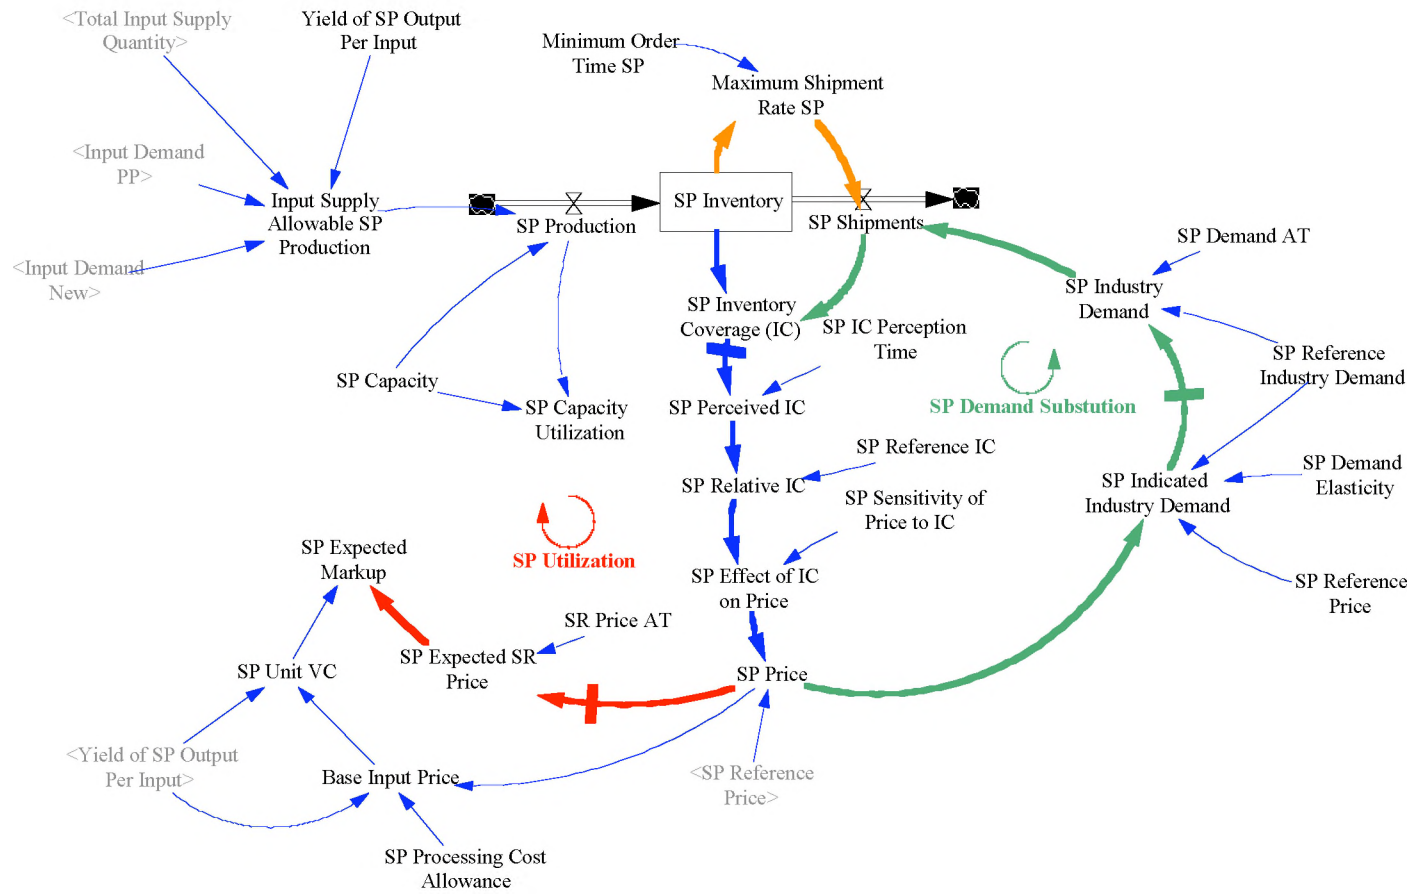 <Total Input Supply
Quantity>
Yield of SP Output
Per Input
Minimum Order
Time SP
Maximum Shipment
Rate SP
<Input Demand
PP>
Input Supply
Allowable SP
Production
SP Production
SP Inventory
SP Shipments
SP Demand AT
<Input Demand
New>
SP Industry
Demand
SP Inventory
Coverage (IC)
SP IC Perception
Time
SP Reference
Industry Demand
SP Capacity
SP Capacity
Utilization
SP Perceived IC
SP Demand Substution
SP Reference IC
SP Relative IC
SP Indicated
Industry Demand
SP Demand
Elasticity
SP Sensitivity of
Price to IC
SP Utilization
SP Expected
Markup
SP Effect of IC
on Price
SP Reference
Price
SR Price AT
SP Expected SR
Price
SP Unit VC
SP Price
<Yield of SP Output
Per Input>
Base Input Price
<SP Reference
Price>
SP Processing Cost
Allowance